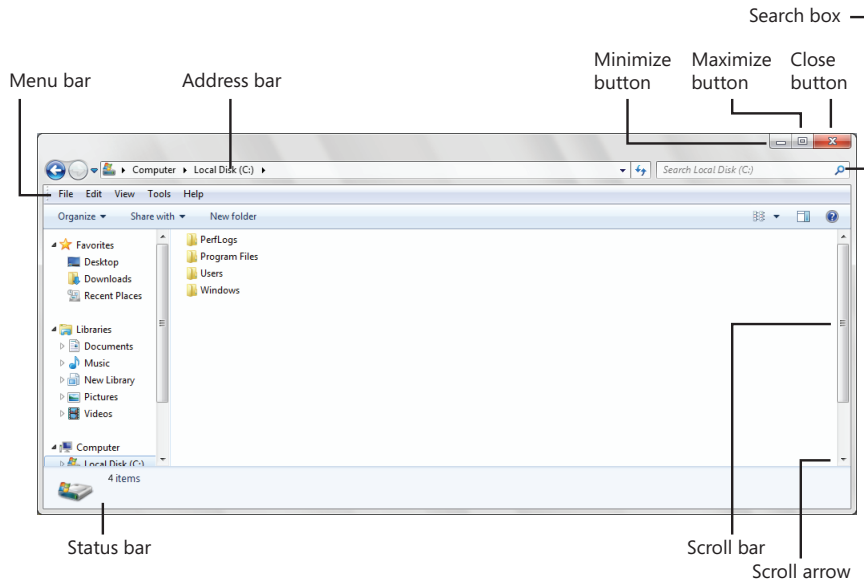 Search box
Minimize button
Maximize button
Close button
Menu bar
Address bar
Computer
Local Disk (C:)
Search Local Disk (C:)
File Edit View Tools Help
Organize Share with New folder
Favorites
Desktop
Downloads
Recent Places
Libraries
Documents
Music
New Library
Pictures
Videos
Computer
Local Disk (C:)
PerfLogs
Program Files
Users
Windows
4 items
Status bar
Scroll bar
Scroll arrow